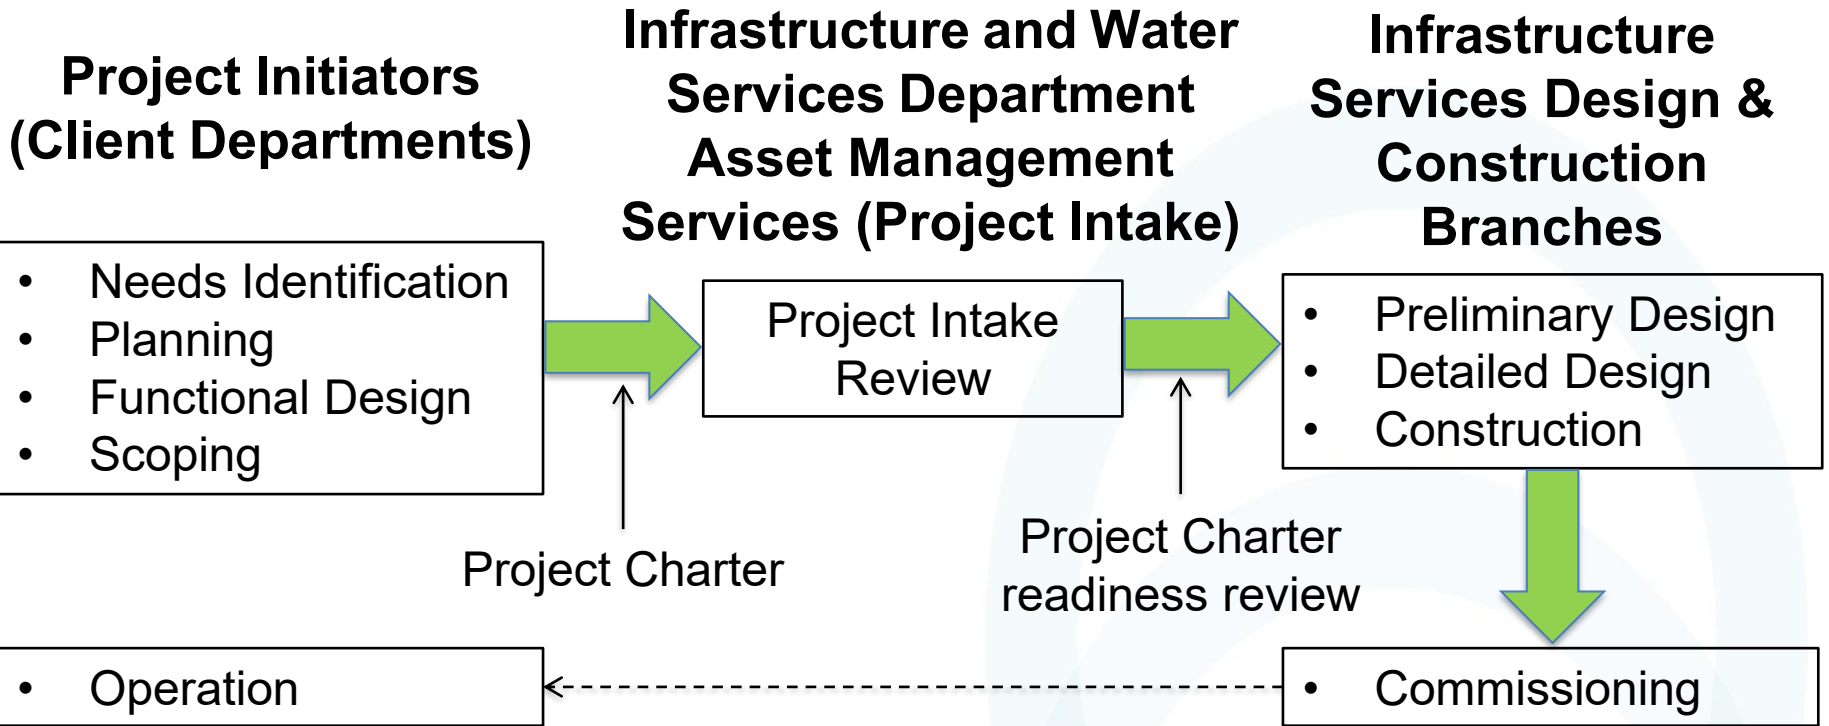 Project Initiators
(Client Departments)
Infrastructure and Water
Services Department
Asset Management
Services (Project Intake)
Infrastructure
Services Design &
Construction
Branches
• Needs Identification
• Planning
• Functional Design
• Scoping
Project Intake
Review
• Preliminary Design
• Detailed Design
• Construction
Project Charter
Project Charter
readiness review
• Operation
• Commissioning